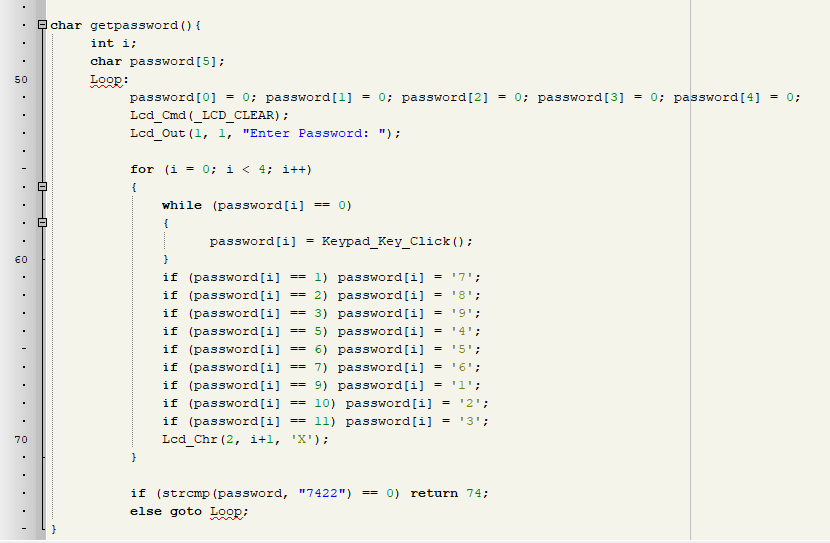 char getpassword(){
int i;
char password[5];
50 Loop:
password[0] = 0; password[1] = 0; password[2] = 0; password[3] = 0; password[4] = 0;
Lcd_Cmd(_LCD_CLEAR);
Lcd_Out(1, 1, "Enter Password: ");
for (i = 0; i < 4; i++)
{
while (password[i] == 0)
{
password[i] = Keypad_Key_Click();
60 }
if (password[i] == 1) password[i] = '7';
if (password[i] == 2) password[i] = '8';
if (password[i] == 3) password[i] = '9';
if (password[i] == 5) password[i] = '4';
if (password[i] == 6) password[i] = '5';
if (password[i] == 7) password[i] = '6';
if (password[i] == 9) password[i] = '1';
if (password[i] == 10) password[i] = '2';
if (password[i] == 11) password[i] = '3';
70 Lcd_Chr(2, i+1, 'X');
}
if (strcmp(password, "7422") == 0) return 74;
else goto Loop;
}